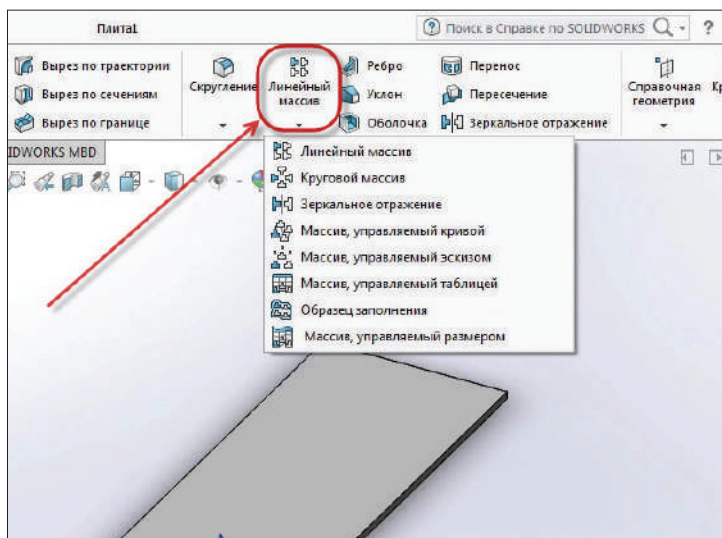 Плита1
Поиск в Справке по SOLIDWORKS
?
Вырез по траектории
Вырез по сечениям
Вырез по границе
Скругление
Линейный
массив
Ребро
Уклон
Оболочка
Перенос
Пересечение
Зеркальное отражение
Справочная
геометрия
IDWORKS MBD
Линейный массив
Круговой массив
Зеркальное отражение
Массив, управляемый кривой
Массив, управляемый эскизом
Массив, управляемый таблицей
Образец заполнения
Массив, управляемый размером